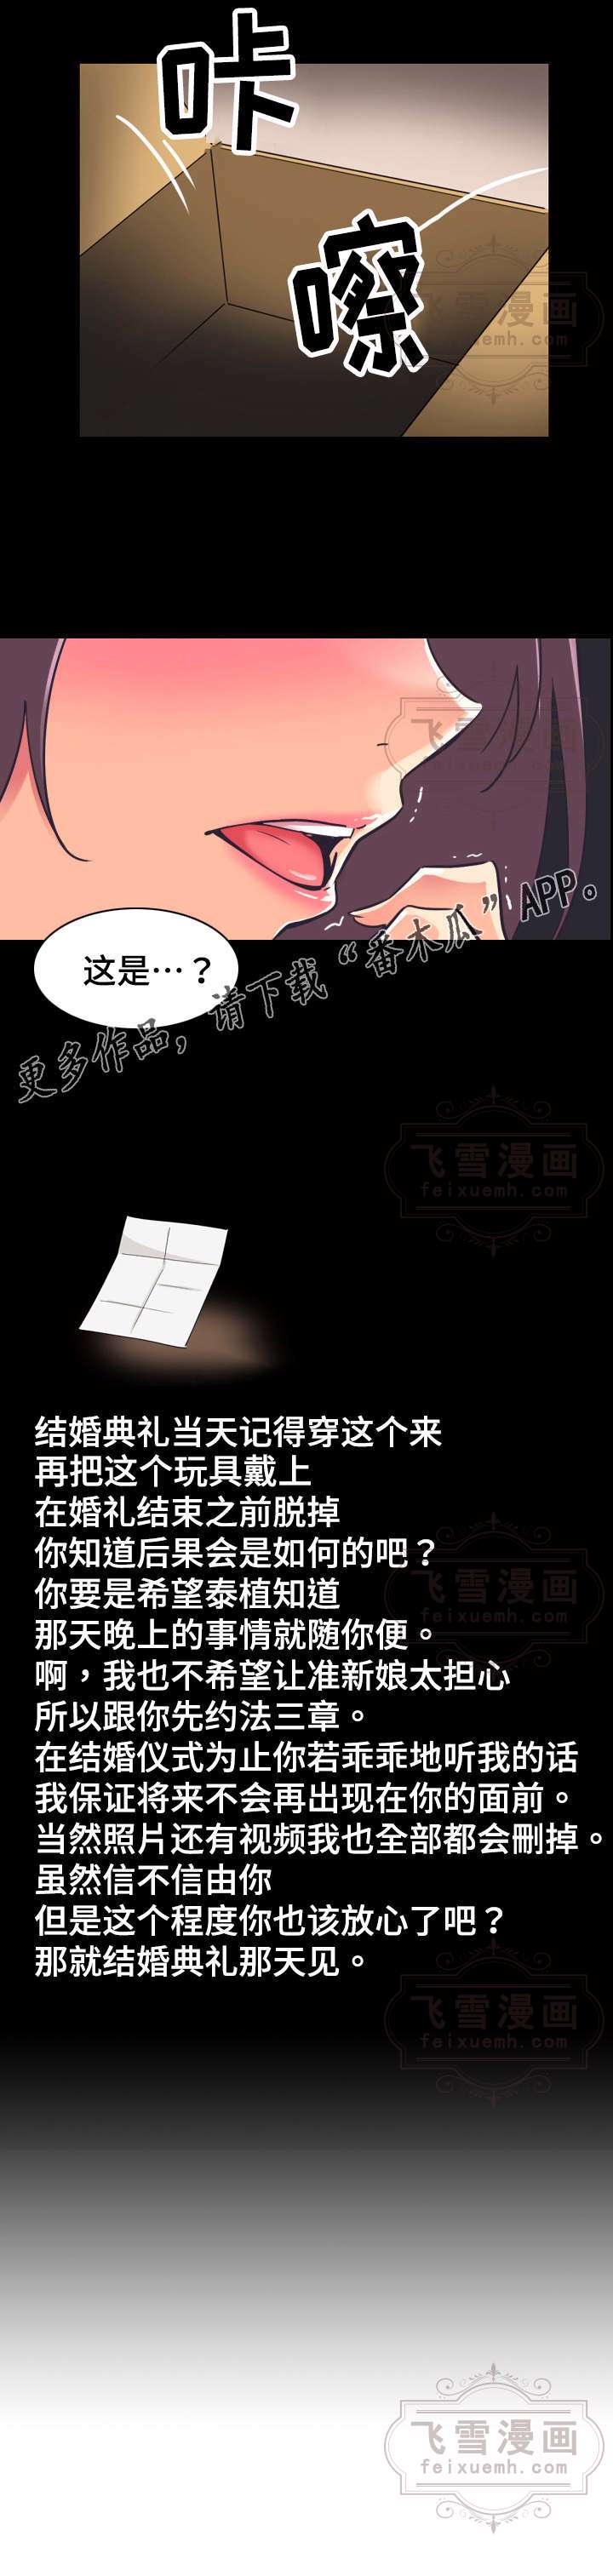 咔
嚓
飞雪漫画
feixuemh.com
飞雪漫画
feixuemh.com
这是…？
更多作品，请下载“番木瓜”APP。
飞雪漫画
feixuemh.com
结婚典礼当天记得穿这个来
再把这个玩具戴上
在婚礼结束之前脱掉
你知道后果会是如何的吧？
你要是希望泰植知道
那天晚上的事情就随你便。
啊，我也不希望让准新娘太担心
所以跟你先约法三章。
在结婚仪式为止你若乖乖地听我的话
我保证将来不会再出现在你的面前。
当然照片还有视频我也全部都会刪掉。
虽然信不信由你
但是这个程度你也该放心了吧？
那就结婚典礼那天见。
飞雪漫画
feixuemh.com
飞雪漫画
feixuemh.com
飞雪漫画
feixuemh.com